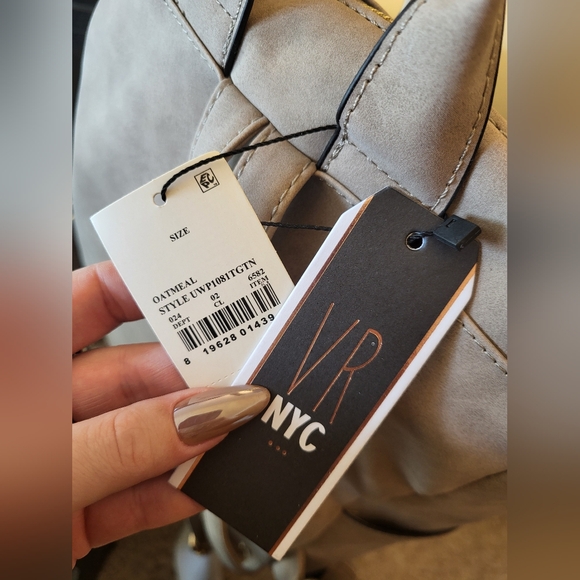 SIZE
OATMEAL
STYLE UWP1081TGTN
024 02 6582
DEPT CL ITEM
8 19628 01439
VR
NYC